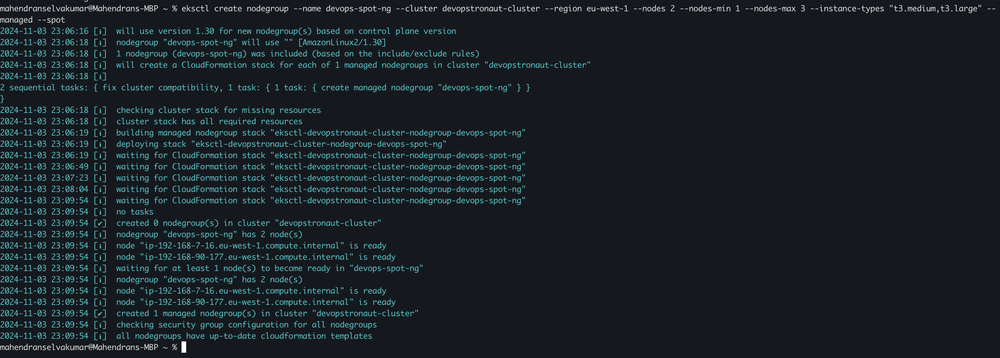 mahendranselvakumar@Mahendrans-MBP ~ % eksctl create nodegroup --name devops-spot-ng --cluster devopstronaut-cluster --region eu-west-1 --nodes 2 --nodes-min 1 --nodes-max 3 --instance-types "t3.medium,t3.large" --
managed --spot
2024-11-03 23:06:16 [ℹ]  will use version 1.30 for new nodegroup(s) based on control plane version
2024-11-03 23:06:18 [ℹ]  nodegroup "devops-spot-ng" will use "" [AmazonLinux2/1.30]
2024-11-03 23:06:18 [ℹ]  1 nodegroup (devops-spot-ng) was included (based on the include/exclude rules)
2024-11-03 23:06:18 [ℹ]  will create a CloudFormation stack for each of 1 managed nodegroups in cluster "devopstronaut-cluster"
2024-11-03 23:06:18 [ℹ]
2 sequential tasks: { fix cluster compatibility, 1 task: { 1 task: { create managed nodegroup "devops-spot-ng" } }
}
2024-11-03 23:06:18 [ℹ]  checking cluster stack for missing resources
2024-11-03 23:06:18 [ℹ]  cluster stack has all required resources
2024-11-03 23:06:19 [ℹ]  building managed nodegroup stack "eksctl-devopstronaut-cluster-nodegroup-devops-spot-ng"
2024-11-03 23:06:19 [ℹ]  deploying stack "eksctl-devopstronaut-cluster-nodegroup-devops-spot-ng"
2024-11-03 23:06:19 [ℹ]  waiting for CloudFormation stack "eksctl-devopstronaut-cluster-nodegroup-devops-spot-ng"
2024-11-03 23:06:49 [ℹ]  waiting for CloudFormation stack "eksctl-devopstronaut-cluster-nodegroup-devops-spot-ng"
2024-11-03 23:07:23 [ℹ]  waiting for CloudFormation stack "eksctl-devopstronaut-cluster-nodegroup-devops-spot-ng"
2024-11-03 23:08:04 [ℹ]  waiting for CloudFormation stack "eksctl-devopstronaut-cluster-nodegroup-devops-spot-ng"
2024-11-03 23:09:54 [ℹ]  waiting for CloudFormation stack "eksctl-devopstronaut-cluster-nodegroup-devops-spot-ng"
2024-11-03 23:09:54 [ℹ]  no tasks
2024-11-03 23:09:54 [✔]  created 0 nodegroup(s) in cluster "devopstronaut-cluster"
2024-11-03 23:09:54 [ℹ]  nodegroup "devops-spot-ng" has 2 node(s)
2024-11-03 23:09:54 [ℹ]  node "ip-192-168-7-16.eu-west-1.compute.internal" is ready
2024-11-03 23:09:54 [ℹ]  node "ip-192-168-90-177.eu-west-1.compute.internal" is ready
2024-11-03 23:09:54 [ℹ]  waiting for at least 1 node(s) to become ready in "devops-spot-ng"
2024-11-03 23:09:54 [ℹ]  nodegroup "devops-spot-ng" has 2 node(s)
2024-11-03 23:09:54 [ℹ]  node "ip-192-168-7-16.eu-west-1.compute.internal" is ready
2024-11-03 23:09:54 [ℹ]  node "ip-192-168-90-177.eu-west-1.compute.internal" is ready
2024-11-03 23:09:54 [✔]  created 1 managed nodegroup(s) in cluster "devopstronaut-cluster"
2024-11-03 23:09:54 [ℹ]  checking security group configuration for all nodegroups
2024-11-03 23:09:54 [ℹ]  all nodegroups have up-to-date cloudformation templates
mahendranselvakumar@Mahendrans-MBP ~ %